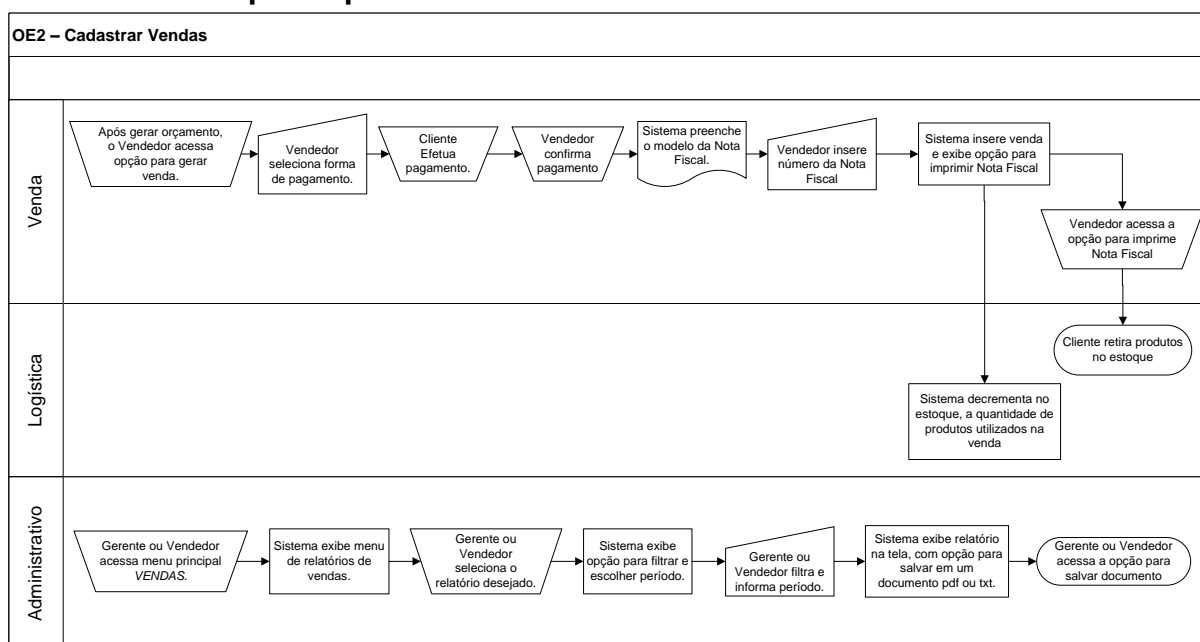 OE2 – Cadastrar Vendas
Venda
Após gerar orçamento,
o Vendedor acessa
opção para gerar
venda.
Vendedor
seleciona forma
de pagamento.
Cliente
Efetua
pagamento.
Vendedor
confirma
pagamento
Sistema preenche
o modelo da Nota
Fiscal.
Vendedor insere
número da Nota
Fiscal
Sistema insere venda
e exibe opção para
imprimir Nota Fiscal
Vendedor acessa a
opção para imprime
Nota Fiscal
Logística
Cliente retira produtos
no estoque
Sistema decrementa no
estoque, a quantidade de
produtos utilizados na
venda
Administrativo
Gerente ou Vendedor
acessa menu principal
VENDAS.
Sistema exibe menu
de relatórios de
vendas.
Gerente ou
Vendedor
seleciona o
relatório desejado.
Sistema exibe
opção para filtrar e
escolher período.
Gerente ou
Vendedor filtra e
informa período.
Sistema exibe relatório
na tela, com opção para
salvar em um
documento pdf ou txt.
Gerente ou Vendedor
acessa a opção para
salvar documento